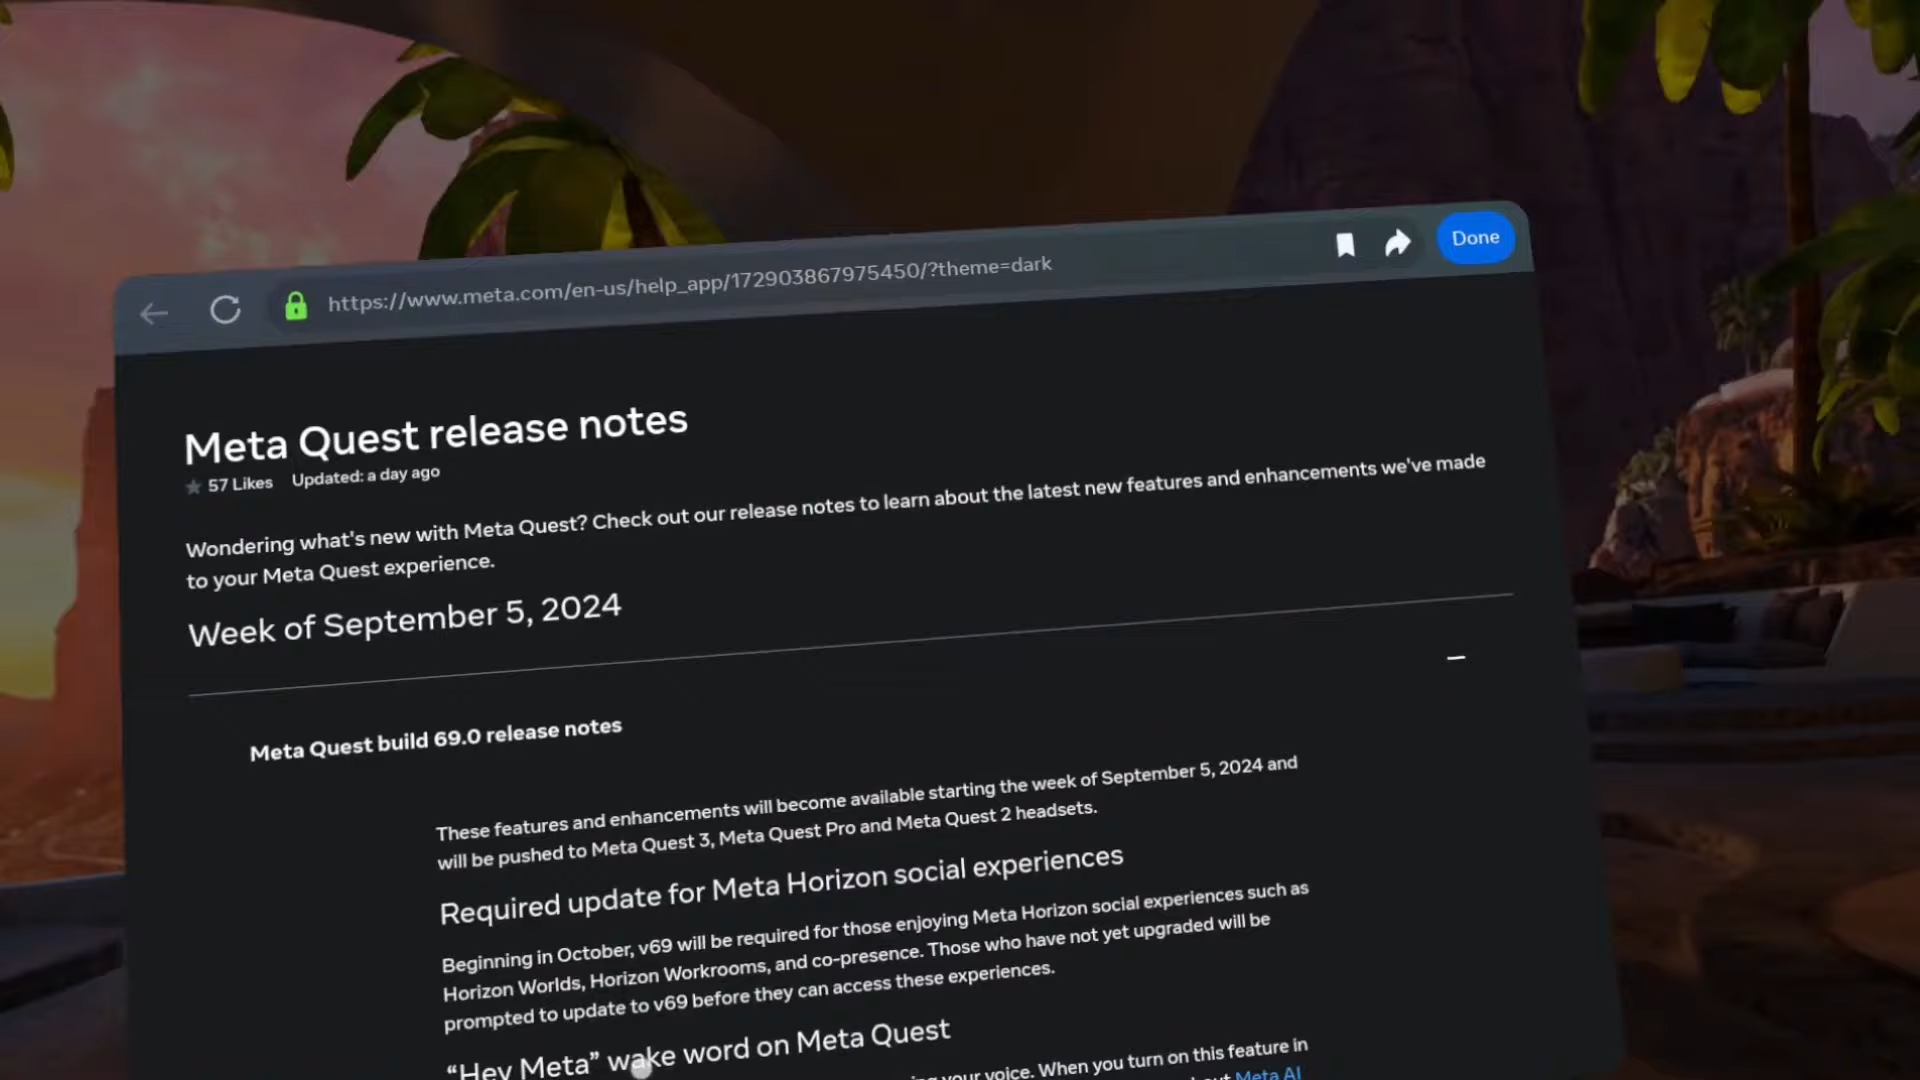 https://www.meta.com/en-us/help_app/172903867975450/?theme=dark
Done
Meta Quest release notes
57 Likes Updated: a day ago
Wondering what's new with Meta Quest? Check out our release notes to learn about the latest new features and enhancements we've made
to your Meta Quest experience.
Week of September 5, 2024
Meta Quest build 69.0 release notes
These features and enhancements will become available starting the week of September 5, 2024 and
will be pushed to Meta Quest 3, Meta Quest Pro and Meta Quest 2 headsets.
Required update for Meta Horizon social experiences
Beginning in October, v69 will be required for those enjoying Meta Horizon social experiences such as
Horizon Worlds, Horizon Workrooms, and co-presence. Those who have not yet upgraded will be
prompted to update to v69 before they can access these experiences.
“Hey Meta” wake word on Meta Quest
your voice. When you turn on this feature in
Meta AI